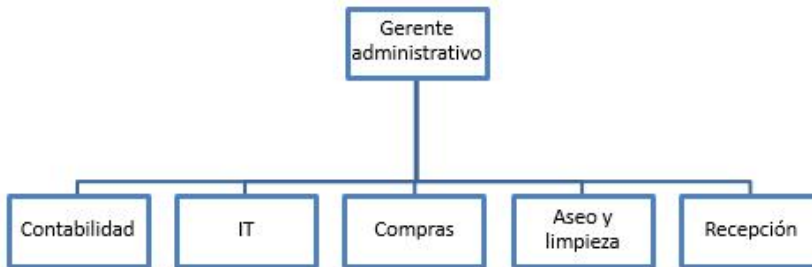 Gerente
administrativo
Contabilidad
IT
Compras
Aseo y
limpieza
Recepción